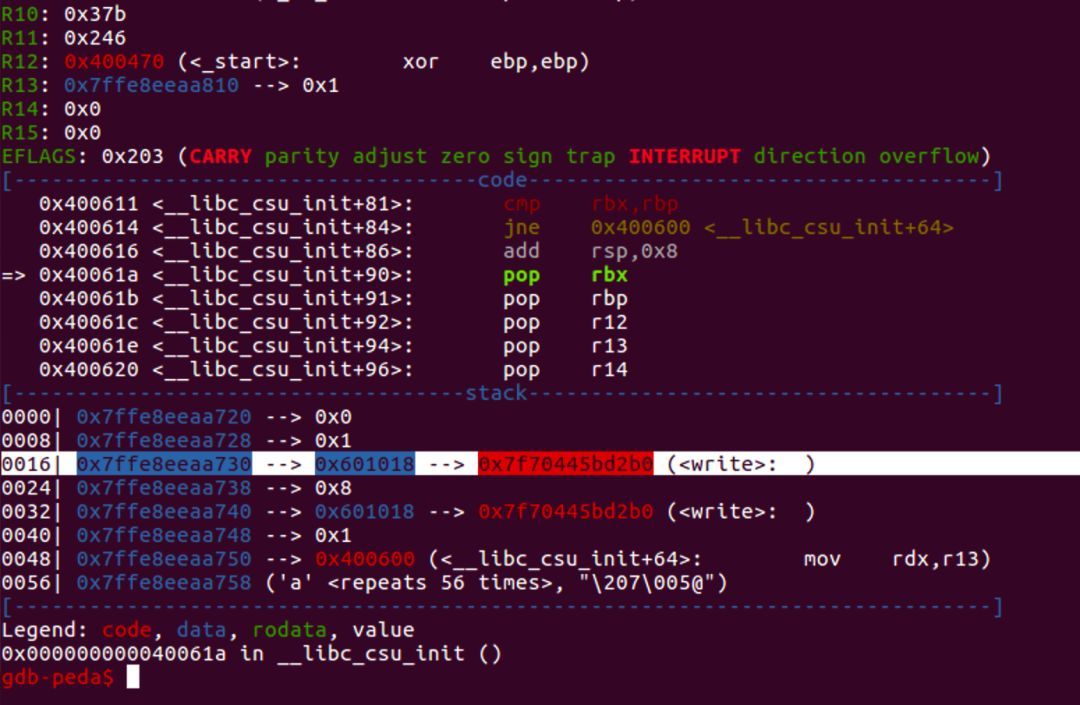 R10: 0x37b
R11: 0x246
R12: 0x400470 (<_start>:        xor    ebp,ebp)
R13: 0x7ffe8eeaa810 --> 0x1
R14: 0x0
R15: 0x0
EFLAGS: 0x203 (CARRY parity adjust zero sign trap INTERRUPT direction overflow)
[-------------------------------------code-------------------------------------]
   0x400611 <__libc_csu_init+81>:       cmp    rbx,rbp
   0x400614 <__libc_csu_init+84>:       jne    0x400600 <__libc_csu_init+64>
   0x400616 <__libc_csu_init+86>:       add    rsp,0x8
=> 0x40061a <__libc_csu_init+90>:       pop    rbx
   0x40061b <__libc_csu_init+91>:       pop    rbp
   0x40061c <__libc_csu_init+92>:       pop    r12
   0x40061e <__libc_csu_init+94>:       pop    r13
   0x400620 <__libc_csu_init+96>:       pop    r14
[------------------------------------stack-------------------------------------]
0000| 0x7ffe8eeaa720 --> 0x0
0008| 0x7ffe8eeaa728 --> 0x1
0016| 0x7ffe8eeaa730 --> 0x601018 --> 0x7f70445bd2b0 (<write>:  )
0024| 0x7ffe8eeaa738 --> 0x8
0032| 0x7ffe8eeaa740 --> 0x601018 --> 0x7f70445bd2b0 (<write>:  )
0040| 0x7ffe8eeaa748 --> 0x1
0048| 0x7ffe8eeaa750 --> 0x400600 (<__libc_csu_init+64>:        mov    rdx,r13)
0056| 0x7ffe8eeaa758 ('a' <repeats 56 times>, "\207\005@")
[------------------------------------------------------------------------------]
Legend: code, data, rodata, value
0x000000000040061a in __libc_csu_init ()
gdb-peda$